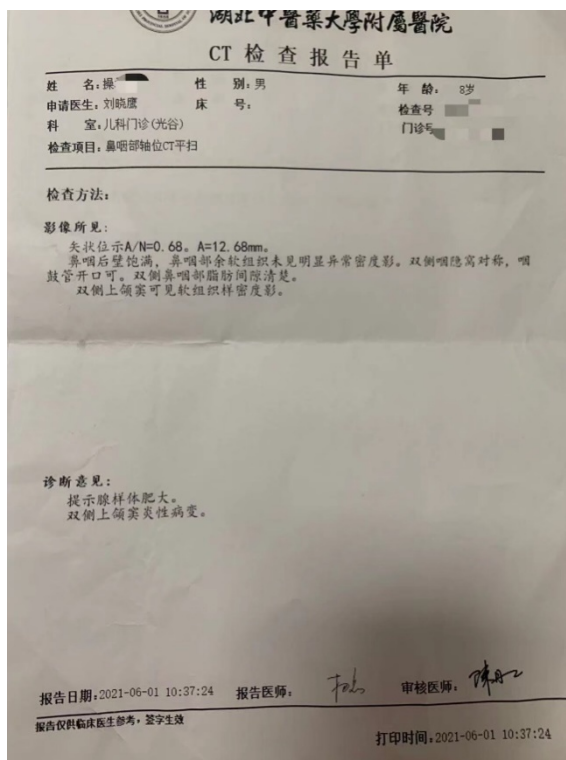 湖北中醫藥大學附屬醫院
CT 检查报告单
姓 名:操 性 别:男 年 龄: 8岁
申请医生:刘晓鹰 床 号: 检查号
科 室:儿科门诊(光谷) 门诊号
检查项目:鼻咽部轴位CT平扫
检查方法:
影像所见:
矢状位示A/N=0.68。A=12.68mm。
鼻咽后壁饱满,鼻咽部余软组织未见明显异常密度影。双侧咽隐窝对称,咽
鼓管开口可。双侧鼻咽部脂肪间隙清楚。
双侧上颌窦可见软组织样密度影。
诊断意见:
提示腺样体肥大。
双侧上颌窦炎性病变。
报告日期:2021-06-01 10:37:24 报告医师: 审核医师:
报告仅供临床医生参考,签字生效
打印时间:2021-06-01 10:37:24